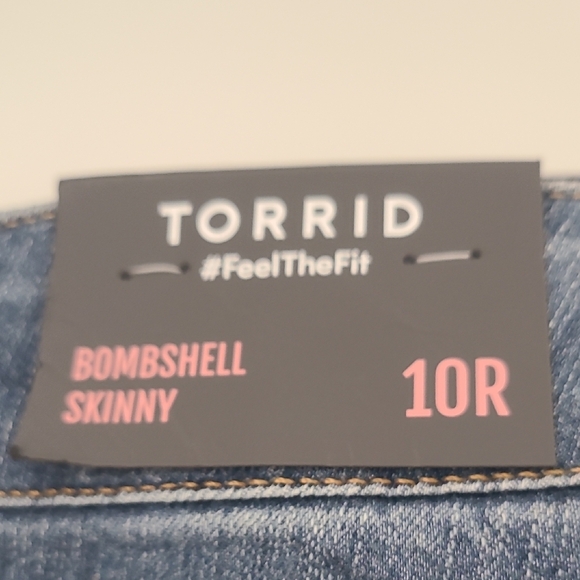 TORRID
#FeelTheFit
BOMBSHELL
SKINNY
10R